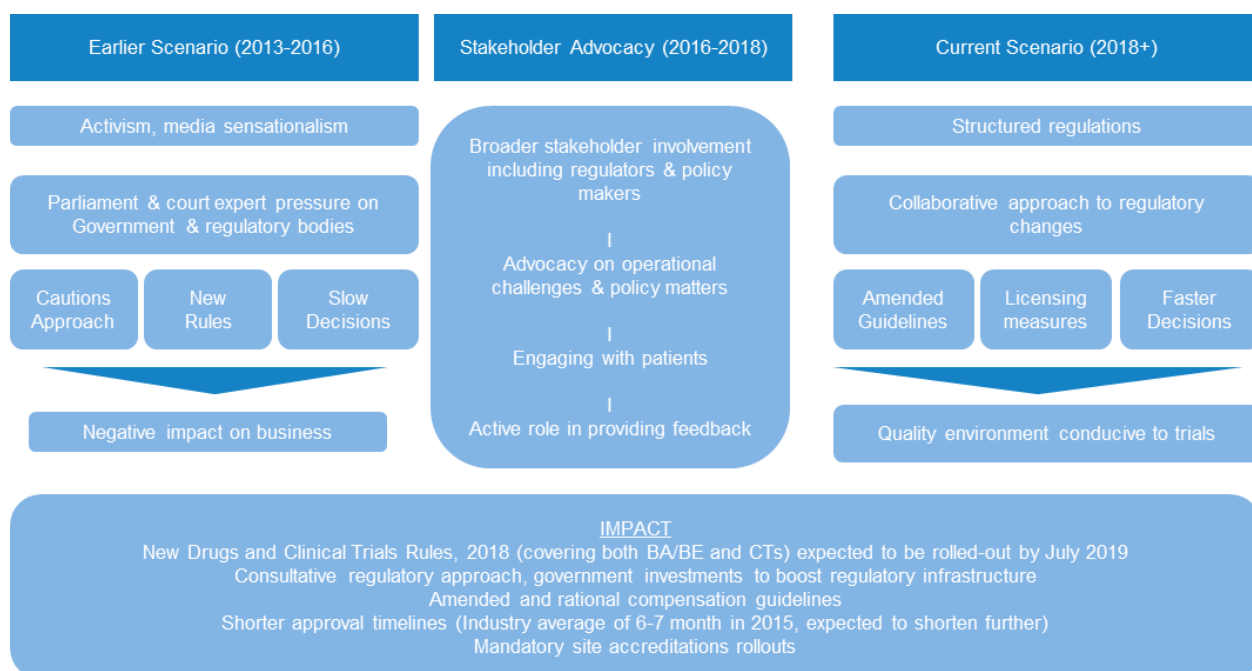 Earlier Scenario (2013-2016)
Stakeholder Advocacy (2016-2018)
Current Scenario (2018+)
Activism, media sensationalism
Parliament & court expert pressure on
Government & regulatory bodies
Cautions
Approach
New
Rules
Slow
Decisions
Negative impact on business
Broader stakeholder involvement
including regulators & policy
makers
I
Advocacy on operational
challenges & policy matters
I
Engaging with patients
I
Active role in providing feedback
Structured regulations
Collaborative approach to regulatory
changes
Amended
Guidelines
Licensing
measures
Faster
Decisions
Quality environment conducive to trials
IMPACT
New Drugs and Clinical Trials Rules, 2018 (covering both BA/BE and CTs) expected to be rolled-out by July 2019
Consultative regulatory approach, government investments to boost regulatory infrastructure
Amended and rational compensation guidelines
Shorter approval timelines (Industry average of 6-7 month in 2015, expected to shorten further)
Mandatory site accreditations rollouts